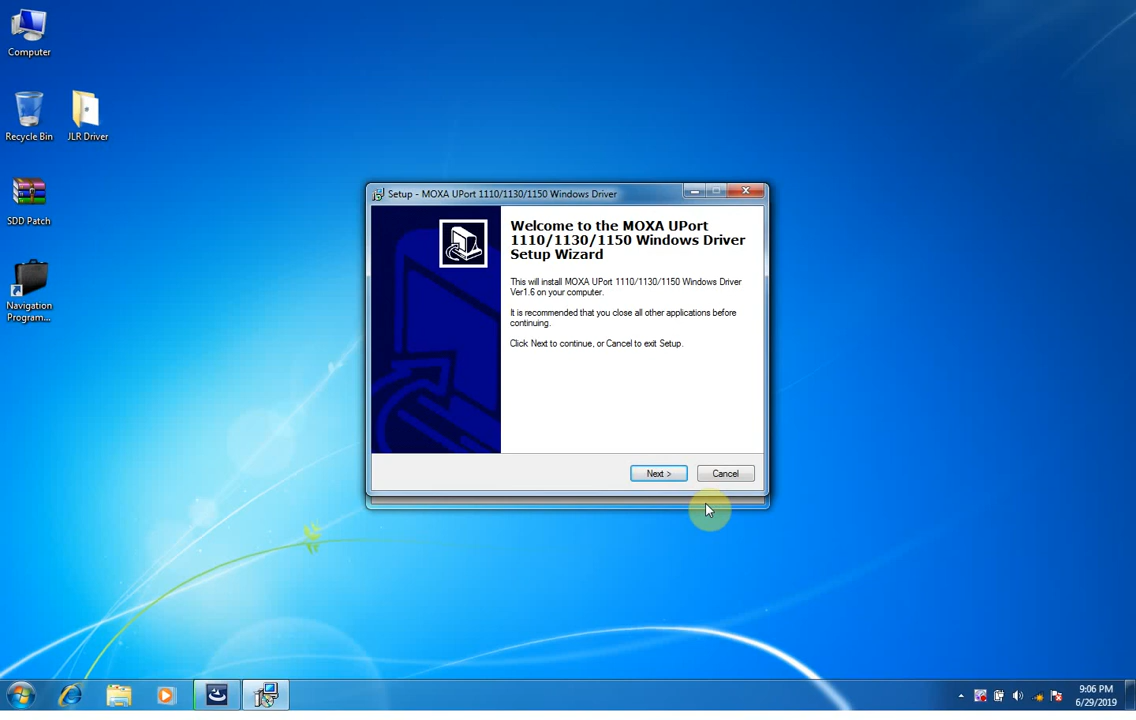 Computer
Recycle Bin
JLR Driver
SDD Patch
Navigation
Program...
Setup - MOXA UPort 1110/1130/1150 Windows Driver
Welcome to the MOXA UPort
1110/1130/1150 Windows Driver
Setup Wizard
This will install MOXA UPort 1110/1130/1150 Windows Driver
Ver1.6 on your computer.
It is recommended that you close all other applications before
continuing.
Click Next to continue, or Cancel to exit Setup.
Next >
Cancel
9:06 PM
6/29/2019